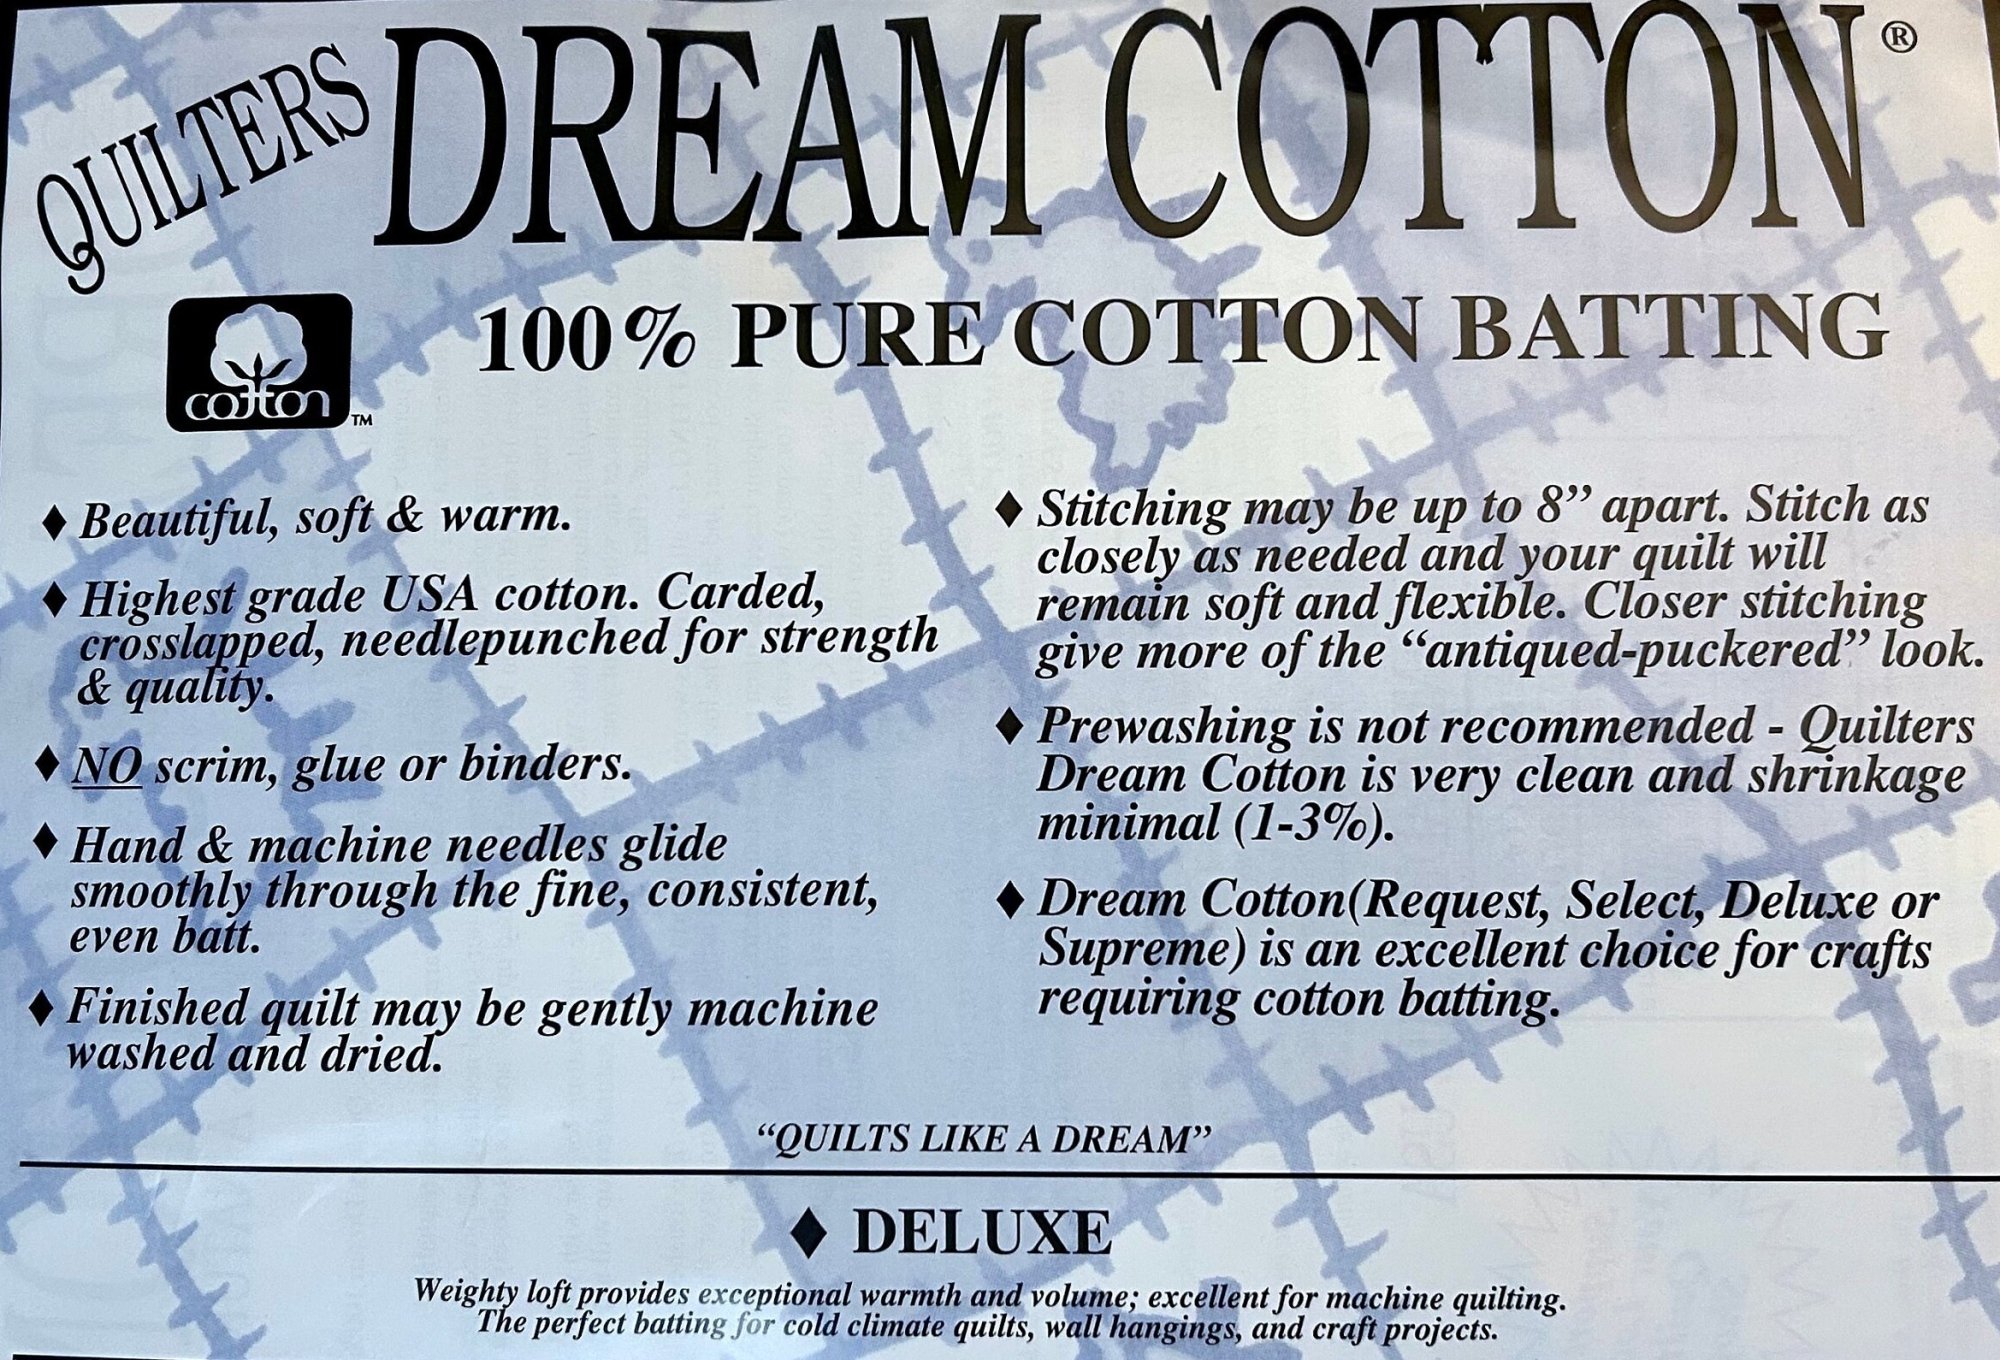 QUILTERS DREAM COTTON®
cotton TM
100% PURE COTTON BATTING
♦ Beautiful, soft & warm.
♦ Highest grade USA cotton. Carded,
crosslapped, needlepunched for strength
& quality.
♦ NO scrim, glue or binders.
♦ Hand & machine needles glide
smoothly through the fine, consistent,
even batt.
♦ Finished quilt may be gently machine
washed and dried.
♦ Stitching may be up to 8” apart. Stitch as
closely as needed and your quilt will
remain soft and flexible. Closer stitching
give more of the “antiqued-puckered” look.
♦ Prewashing is not recommended - Quilters
Dream Cotton is very clean and shrinkage
minimal (1-3%).
♦ Dream Cotton(Request, Select, Deluxe or
Supreme) is an excellent choice for crafts
requiring cotton batting.
“QUILTS LIKE A DREAM”
♦ DELUXE
Weighty loft provides exceptional warmth and volume; excellent for machine quilting.
The perfect batting for cold climate quilts, wall hangings, and craft projects.